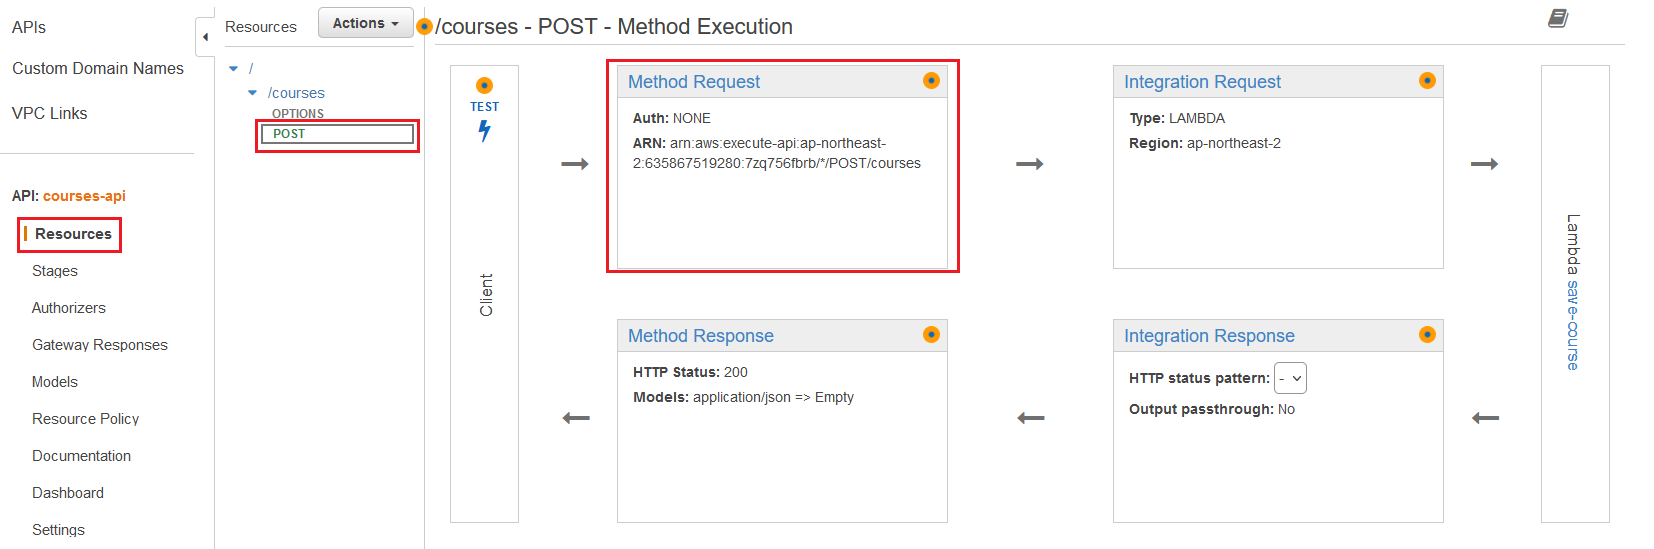 APIs
Custom Domain Names
VPC Links
API: courses-api
Resources
Stages
Authorizers
Gateway Responses
Models
Resource Policy
Documentation
Dashboard
Settings
Resources
Actions
/
/courses
OPTIONS
POST
/courses - POST - Method Execution
TEST
Client
Method Request
Auth: NONE
ARN: arn:aws:execute-api:ap-northeast-
2:635867519280:7zq756fbrb/*/POST/courses
Integration Request
Type: LAMBDA
Region: ap-northeast-2
Lambda save-course
Method Response
HTTP Status: 200
Models: application/json => Empty
Integration Response
HTTP status pattern: -
Output passthrough: No